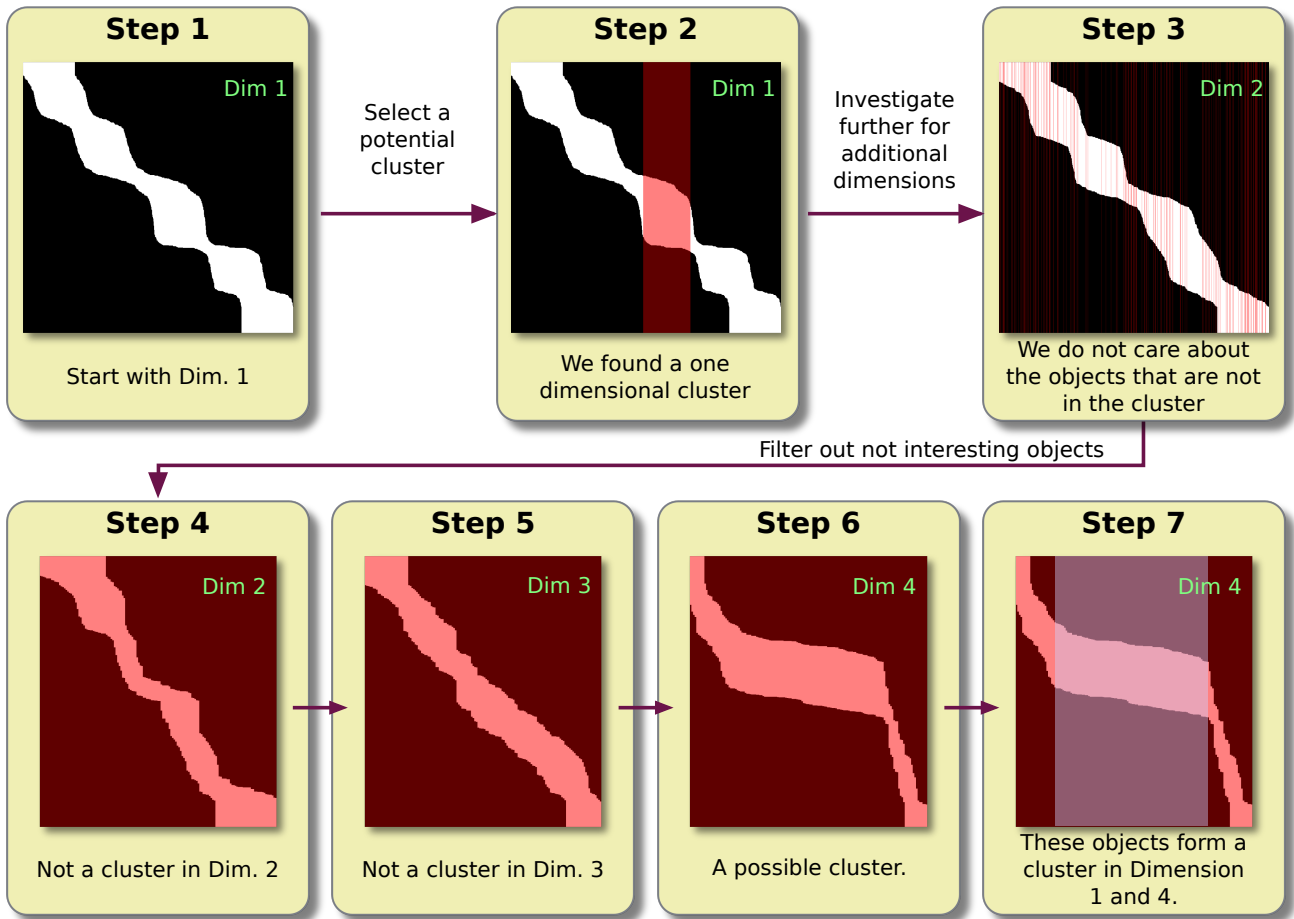 Step 1
Dim 1
Start with Dim. 1
Select a
potential
cluster
Step 2
Dim 1
We found a one
dimensional cluster
Investigate
further for
additional
dimensions
Step 3
Dim 2
We do not care about
the objects that are not
in the cluster
Filter out not interesting objects
Step 4
Dim 2
Not a cluster in Dim. 2
Step 5
Dim 3
Not a cluster in Dim. 3
Step 6
Dim 4
A possible cluster.
Step 7
Dim 4
These objects form a
cluster in Dimension
1 and 4.